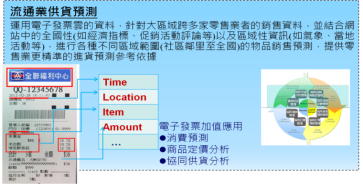 流通業供貨預測
運用電子發票雲的資料，針對大區域跨多家零售業者的銷售資料，並結合網
站中的全國性(如經濟指標、促銷活動評論等)以及區域性資訊(如氣象、當地
活動等)，進行各種不同區域範圍(社區鄰里至全國)的物品銷售預測，提供零
售業更精準的進貨預測參考依據
全聯福利中心
QQ-12345678
Time
Location
Item
Amount
…
電子發票加值應用
●消費預測
●商品定價分析
●協同供貨分析